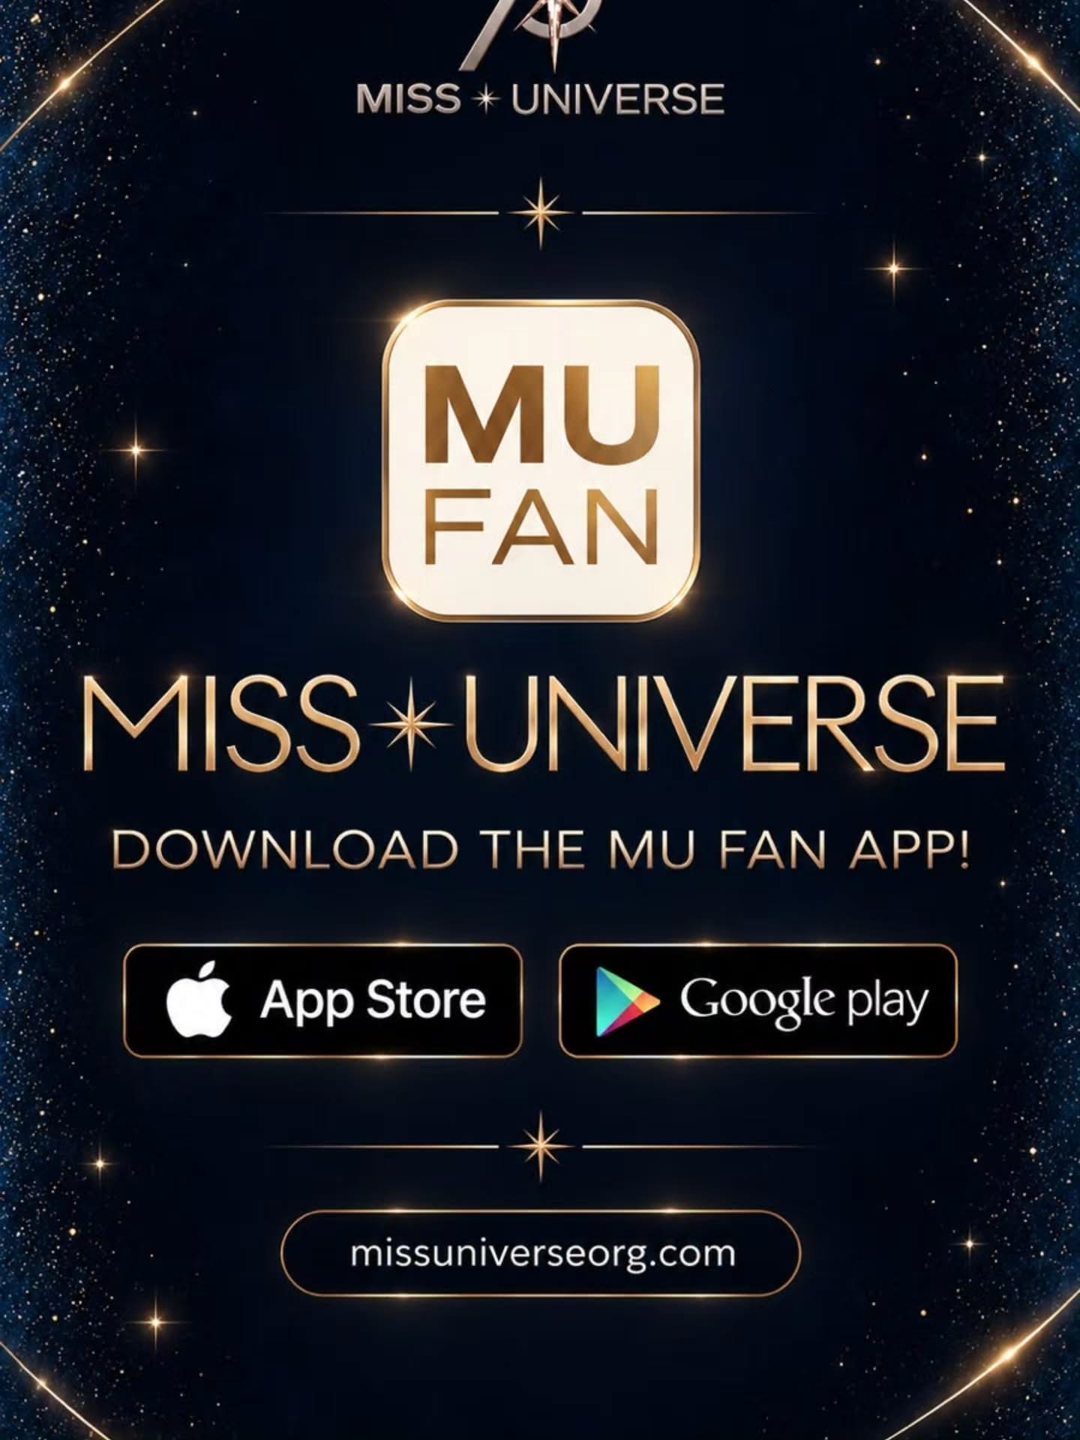 MISS UNIVERSE
MU
FAN
MISS UNIVERSE
DOWNLOAD THE MU FAN APP!
App Store
Google play
missuniverseorg.com